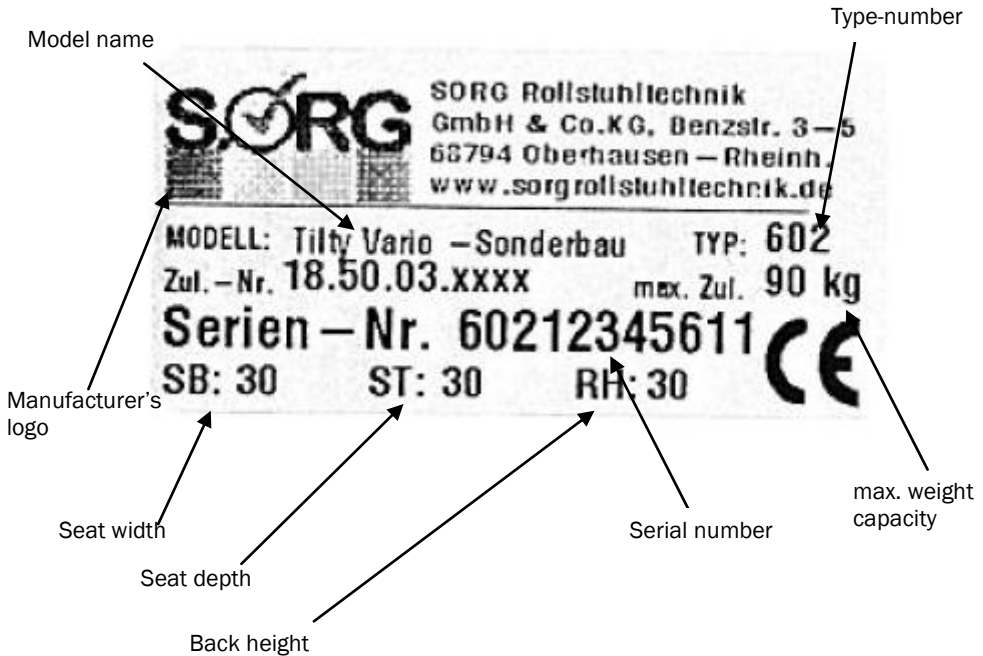 Type-number
Model name
SORG
SORG Rollstuhltechnik
GmbH & Co.KG, Benzstr. 3–5
68794 Oberhausen – Rheinh.
www.sorgrollstuhltechnik.de
MODELL: Tilty Vario – Sonderbau TYP: 602
Zul.–Nr. 18.50.03.xxxx max. Zul. 90 kg
Serien – Nr. 60212345611 CE
SB: 30 ST: 30 RH: 30
Manufacturer's
logo
max. weight
capacity
Seat width
Serial number
Seat depth
Back height